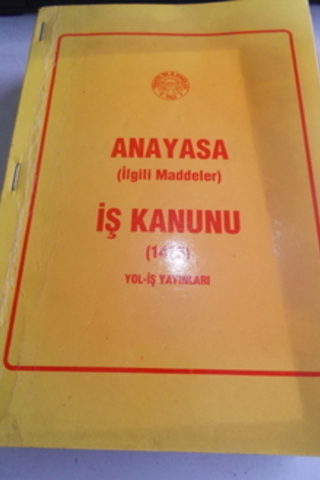 ANAYASA
(İlgili Maddeler)
İŞ KANUNU
YOL-İŞ YAYINLARI